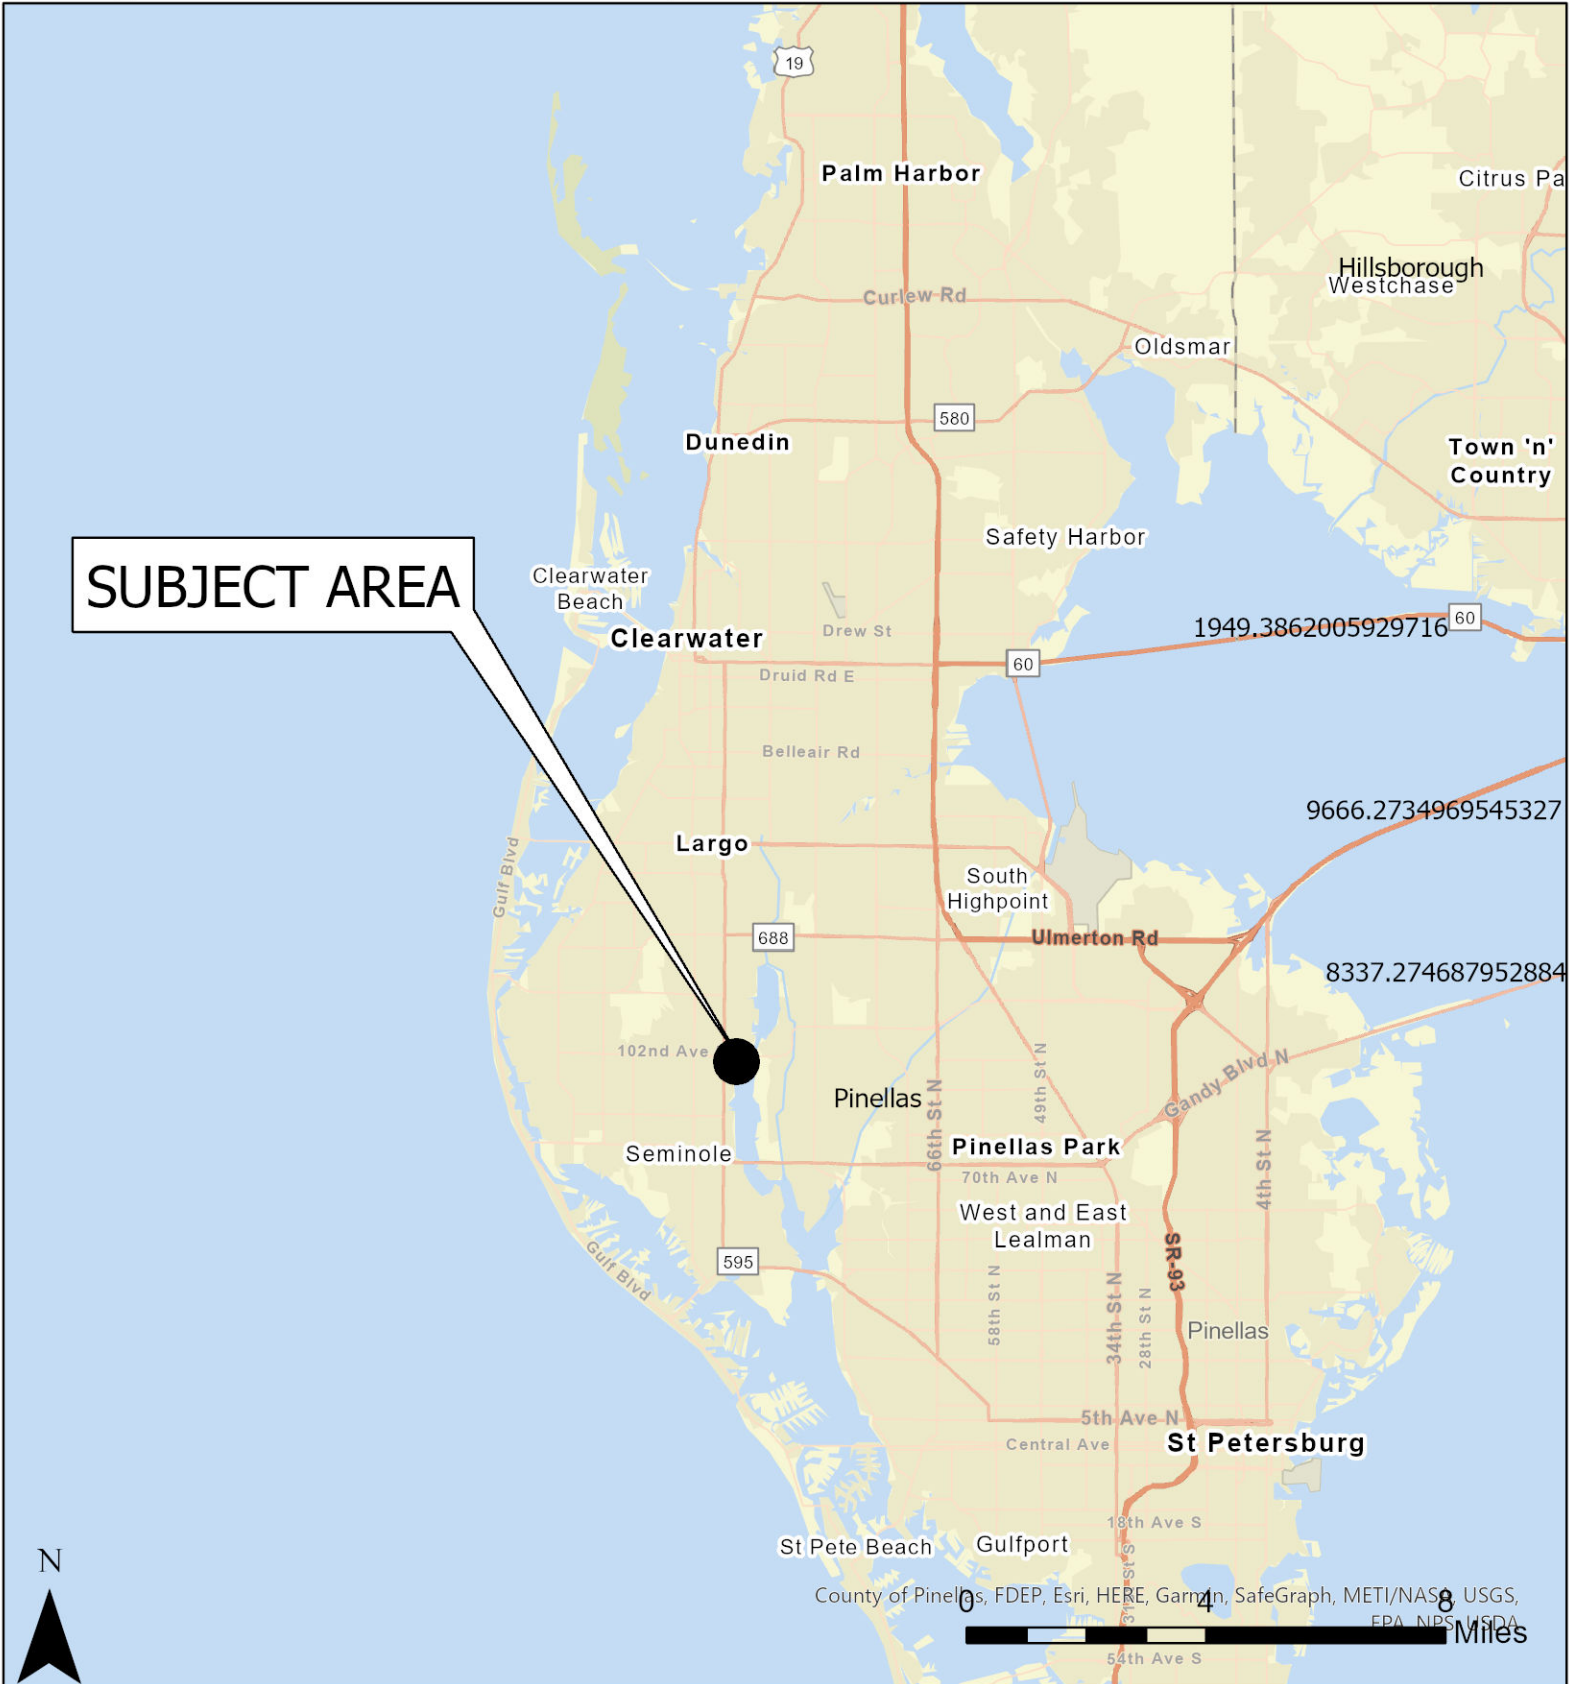 19
Palm Harbor
Citrus Pa
Hillsborough
Westchase
Curlew Rd
Oldsmar
580
Dunedin
Town 'n'
Country
Safety Harbor
SUBJECT AREA
Clearwater
Beach
Clearwater
Drew St
1949.3862005929716
60
60
Druid Rd E
Belleair Rd
9666.2734969545327
Largo
Gulf Blvd
South
Highpoint
688
Ulmerton Rd
8337.274687952884
102nd Ave
49th St N
Gandy Blvd N
Pinellas
66th St N
Seminole
Pinellas Park
70th Ave N
4th St N
West and East
Lealman
SR-93
595
Gulf Blvd
58th St N
34th St N
28th St N
Pinellas
5th Ave N
Central Ave
St Petersburg
18th Ave S
St Pete Beach
Gulfport
N
County of Pinellas, FDEP, Esri, HERE, Garmin, SafeGraph, METI/NASA, USGS,
EPA, NPS, USDA
0 4 8
Miles
54th Ave S